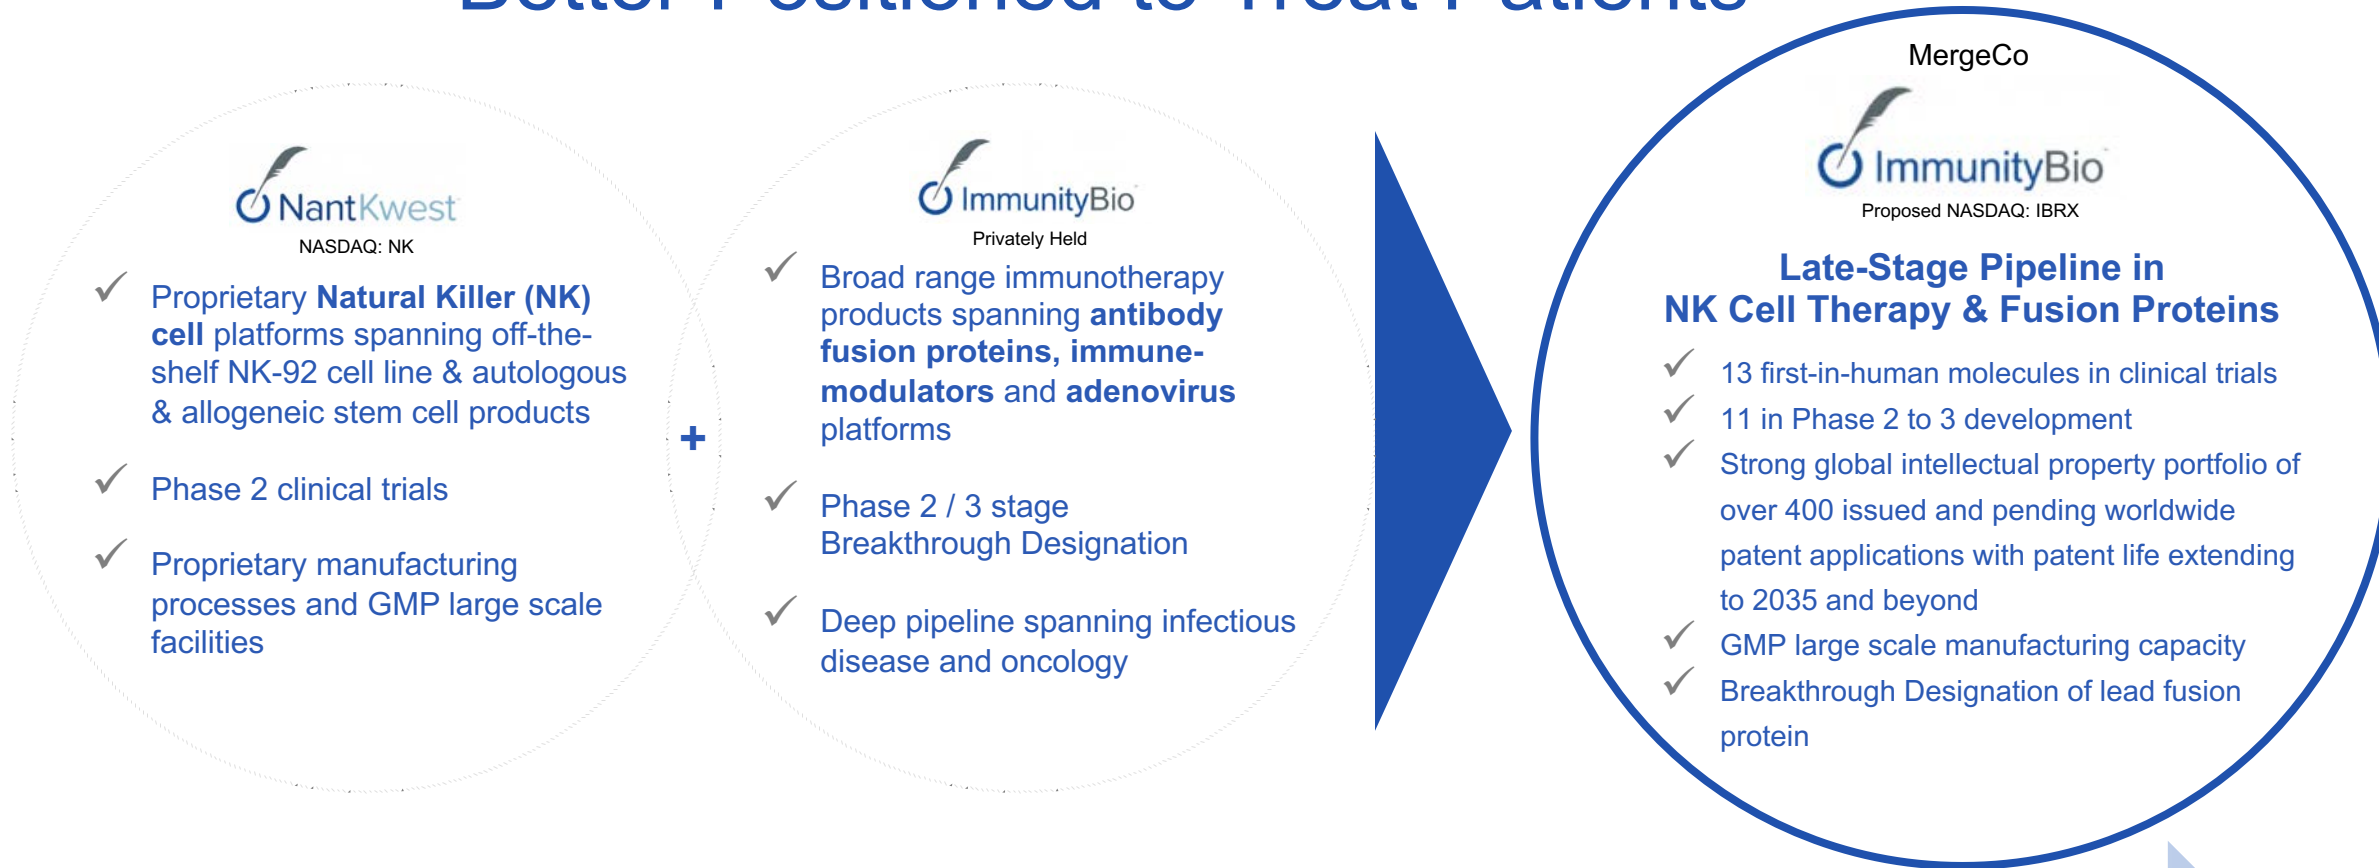 Better Positioned to Treat Patients
NantKwest
NASDAQ: NK
✓ Proprietary Natural Killer (NK)
cell platforms spanning off-the-
shelf NK-92 cell line & autologous
& allogeneic stem cell products
✓ Phase 2 clinical trials
✓ Proprietary manufacturing
processes and GMP large scale
facilities
+
ImmunityBio
Privately Held
✓ Broad range immunotherapy
products spanning antibody
fusion proteins, immune-
modulators and adenovirus
platforms
✓ Phase 2 / 3 stage
Breakthrough Designation
✓ Deep pipeline spanning infectious
disease and oncology
MergeCo
ImmunityBio
Proposed NASDAQ: IBRX
Late-Stage Pipeline in
NK Cell Therapy & Fusion Proteins
✓ 13 first-in-human molecules in clinical trials
✓ 11 in Phase 2 to 3 development
✓ Strong global intellectual property portfolio of
over 400 issued and pending worldwide
patent applications with patent life extending
to 2035 and beyond
✓ GMP large scale manufacturing capacity
✓ Breakthrough Designation of lead fusion
protein